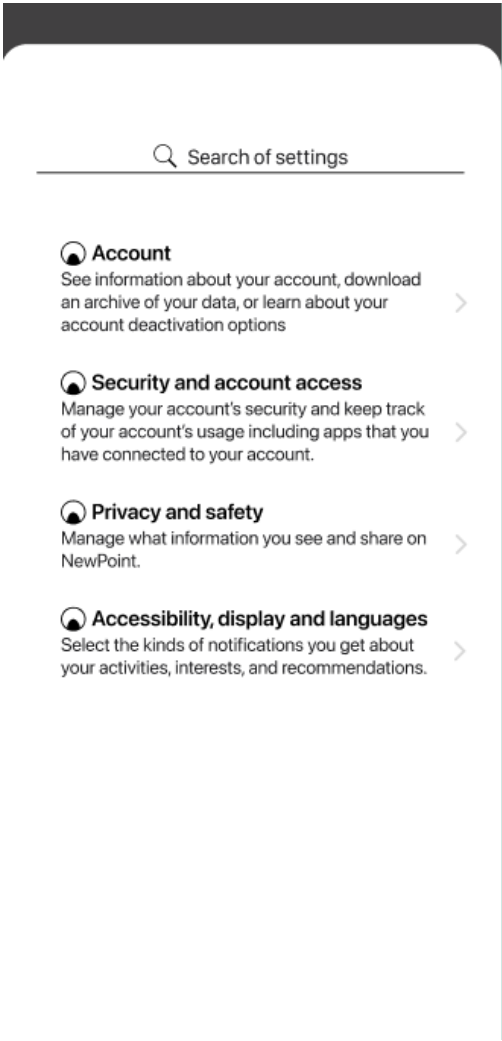 Search of settings
Account
See information about your account, download
an archive of your data, or learn about your
account deactivation options
Security and account access
Manage your account's security and keep track
of your account's usage including apps that you
have connected to your account.
Privacy and safety
Manage what information you see and share on
NewPoint.
Accessibility, display and languages
Select the kinds of notifications you get about
your activities, interests, and recommendations.